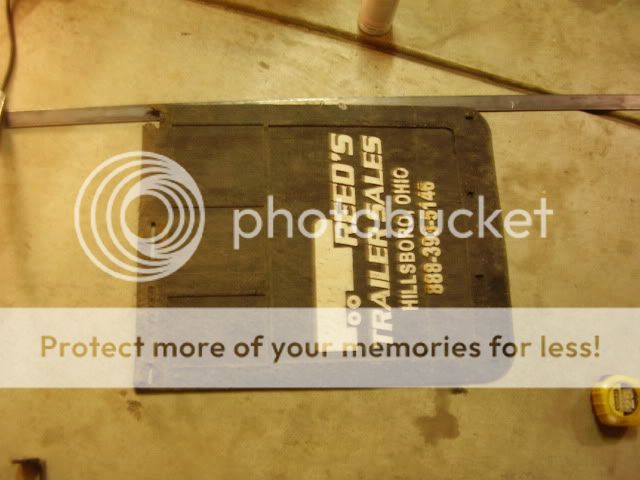 REED'S
TRAILER SALES
HILLSBORO, OHIO
photobucket
Protect more of your memories for less!